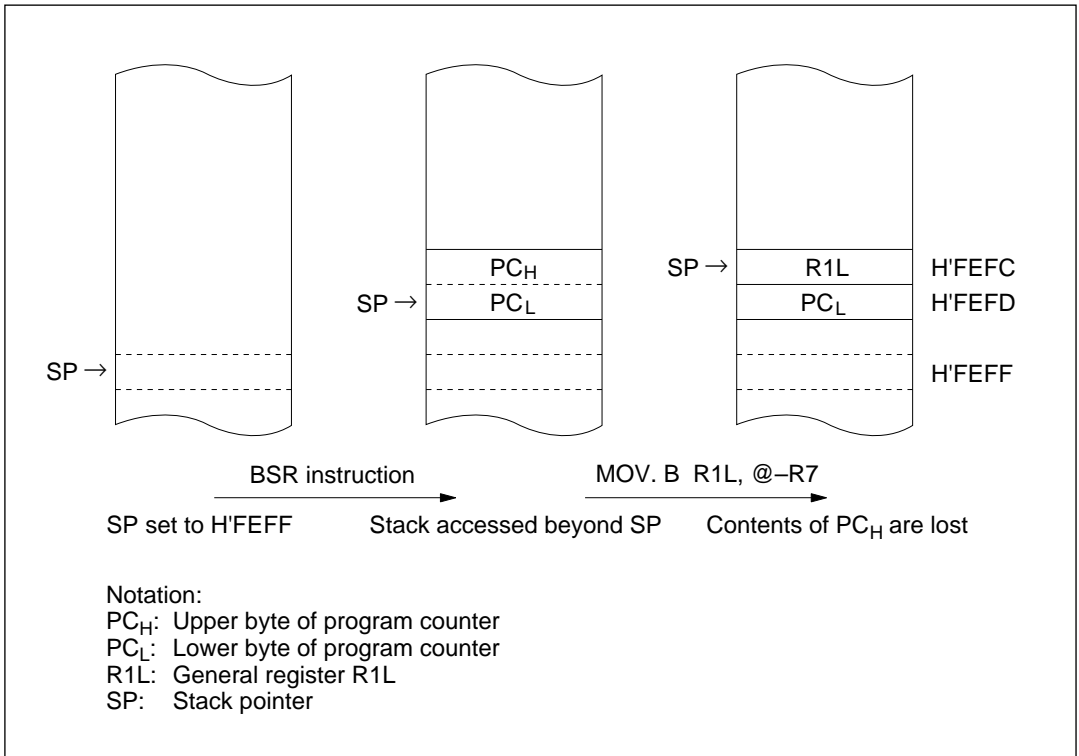 PCH
SP → R1L H'FEFC
SP → PCL
PCL H'FEFD
SP → H'FEFF
BSR instruction
MOV. B R1L, @–R7
SP set to H'FEFF
Stack accessed beyond SP
Contents of PCH are lost
Notation:
PCH: Upper byte of program counter
PCL: Lower byte of program counter
R1L: General register R1L
SP: Stack pointer